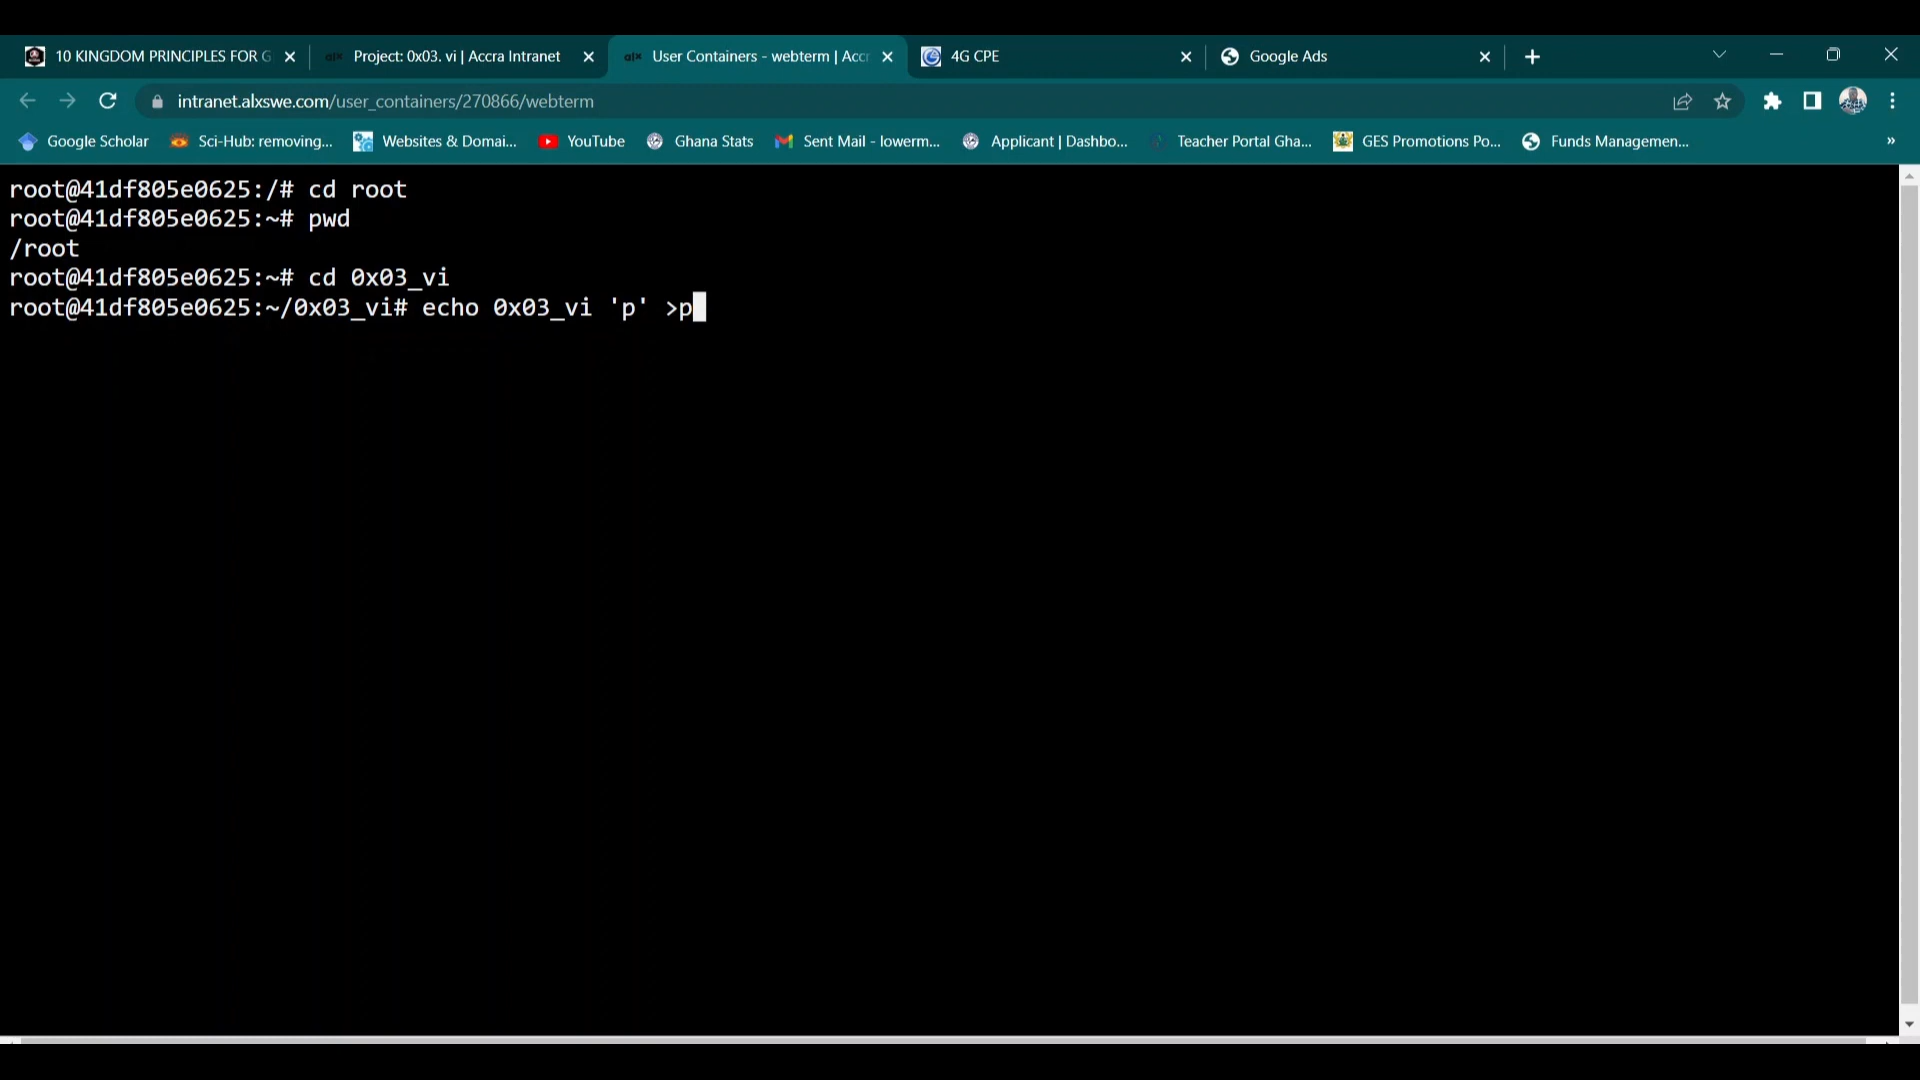 10 KINGDOM PRINCIPLES FOR G
alx Project: 0x03. vi | Accra Intranet
alx User Containers - webterm | Accr
4G CPE
Google Ads
intranet.alxswe.com/user_containers/270866/webterm
Google Scholar
Sci-Hub: removing...
Websites & Domai...
YouTube
Ghana Stats
Sent Mail - lowerm...
Applicant | Dashbo...
Teacher Portal Gha...
GES Promotions Po...
Funds Managemen...
»
root@41df805e0625:/# cd root
root@41df805e0625:~# pwd
/root
root@41df805e0625:~# cd 0x03_vi
root@41df805e0625:~/0x03_vi# echo 0x03_vi 'p' >p